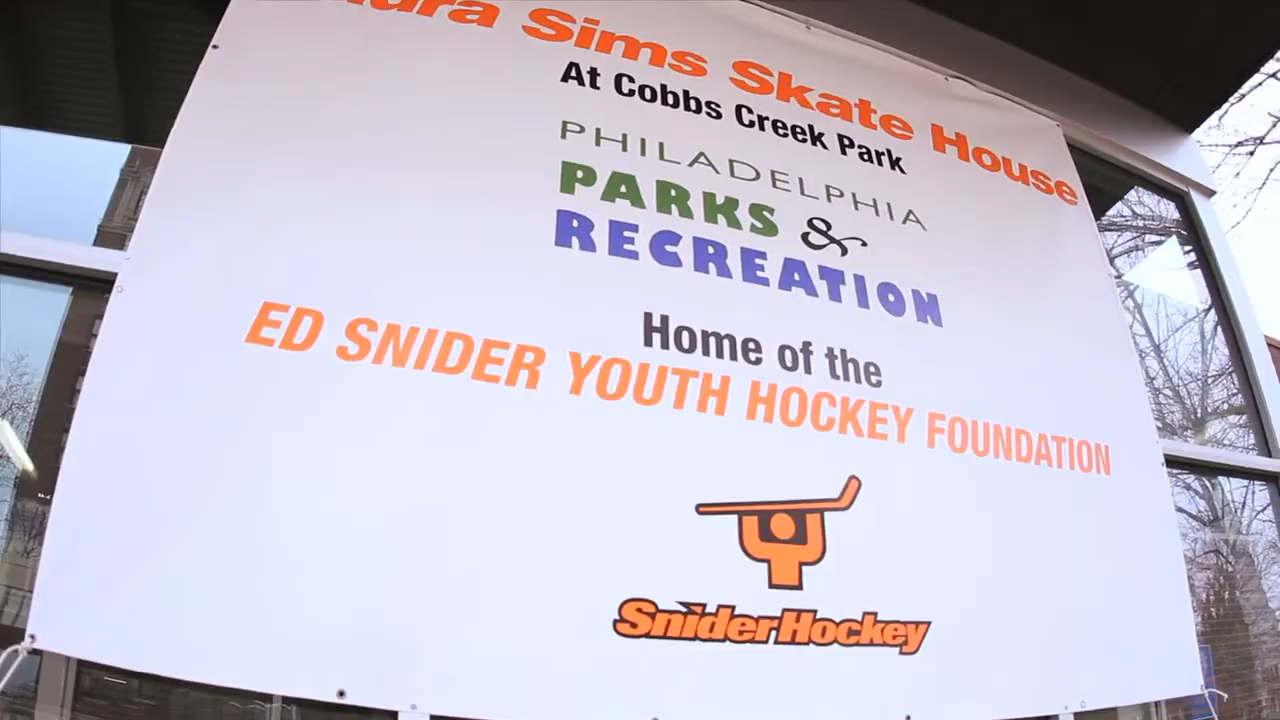 Sims Skate House
At Cobbs Creek Park
PHILADELPHIA
PARKS &
RECREATION
Home of the
ED SNIDER YOUTH HOCKEY FOUNDATION
SniderHockey